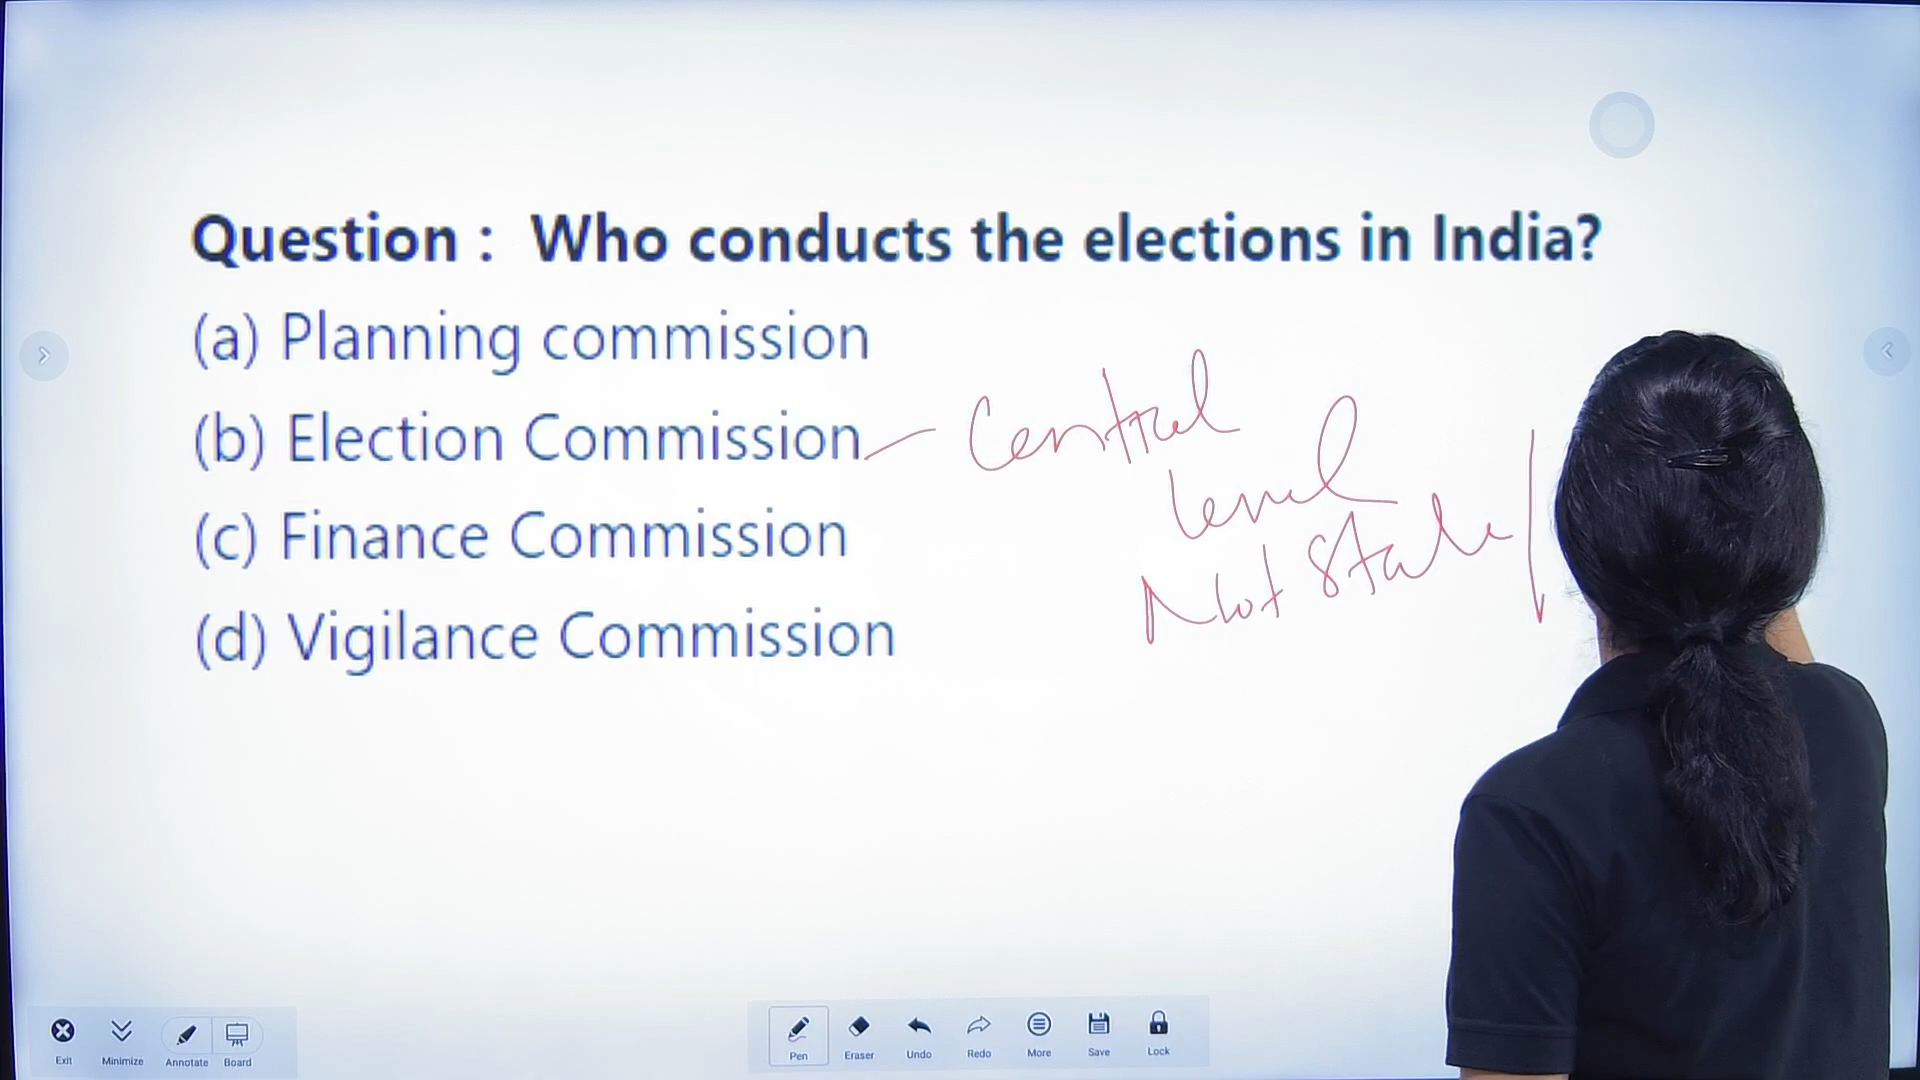 Question : Who conducts the elections in India?
(a) Planning commission
(b) Election Commission
Central
level
(c) Finance Commission
Not State
(d) Vigilance Commission
Exit
Minimize
Annotate
Board
Pen
Eraser
Undo
Redo
More
Save
Lock